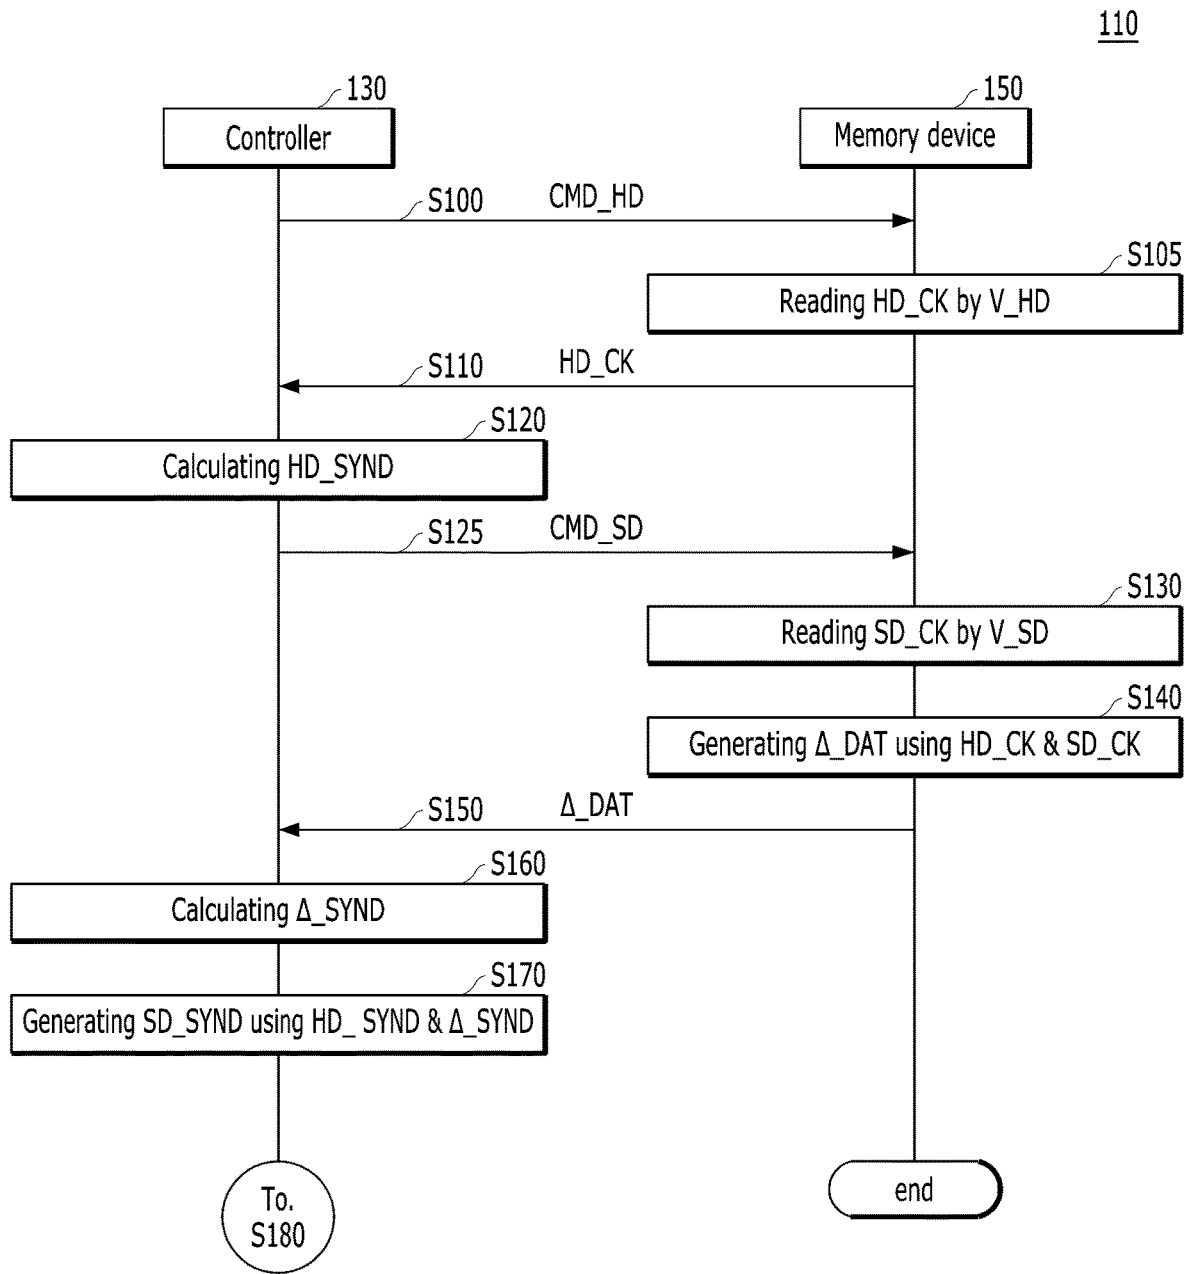 110
130
150
Controller
Memory device
S100
CMD_HD
S105
Reading HD_CK by V_HD
S110
HD_CK
S120
Calculating HD_SYND
S125
CMD_SD
S130
Reading SD_CK by V_SD
S140
Generating Δ_DAT using HD_CK & SD_CK
S150
Δ_DAT
S160
Calculating Δ_SYND
S170
Generating SD_SYND using HD_ SYND & Δ_SYND
To.
S180
end